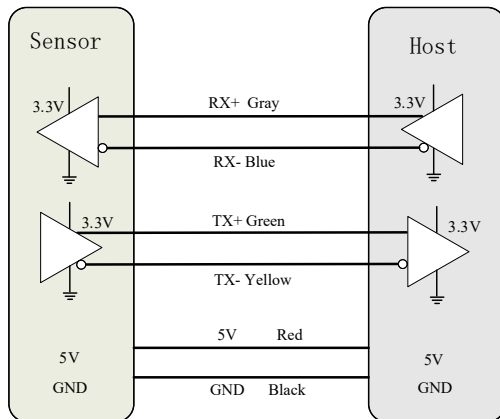 Sensor
Host
3.3V
RX+ Gray
3.3V
RX- Blue
3.3V
TX+ Green
3.3V
TX- Yellow
5V Red
5V
5V
GND
GND Black
GND